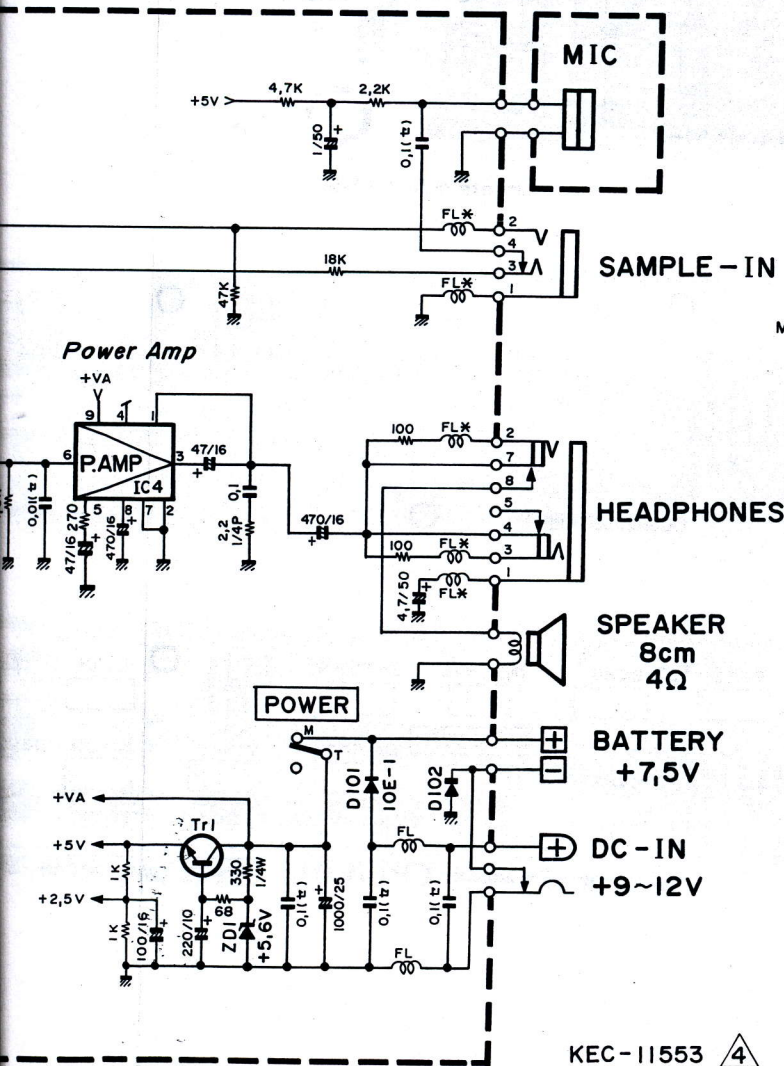 MIC
+5V
4,7K
2,2K
1/50
+
0,1(セ)
FL*
2
4
3
18K
FL*
1
47K
SAMPLE-IN
M
Power Amp
+VA
9
4
1
6
P.AMP
3
IC4
5
8
7
2
47/16
+
0,01(セ)
270
47/16
+
470/16
+
0,1
2,2
1/4P
470/16
+
100
FL*
2
7
8
5
4
100
FL*
3
FL*
1
4,7/50
+
HEADPHONES
SPEAKER
8cm
4Ω
POWER
M
T
+
BATTERY
−
+7,5V
D101
10E-1
D102
+VA
+5V
Tr1
FL
+
DC-IN
+9~12V
1K
+2,5V
1K
100/16
+
220/10
+
68
330
1/4W
ZD1
+5,6V
0,1(セ)
1000/25
+
0,1(セ)
0,1(セ)
FL
KEC-11553
4